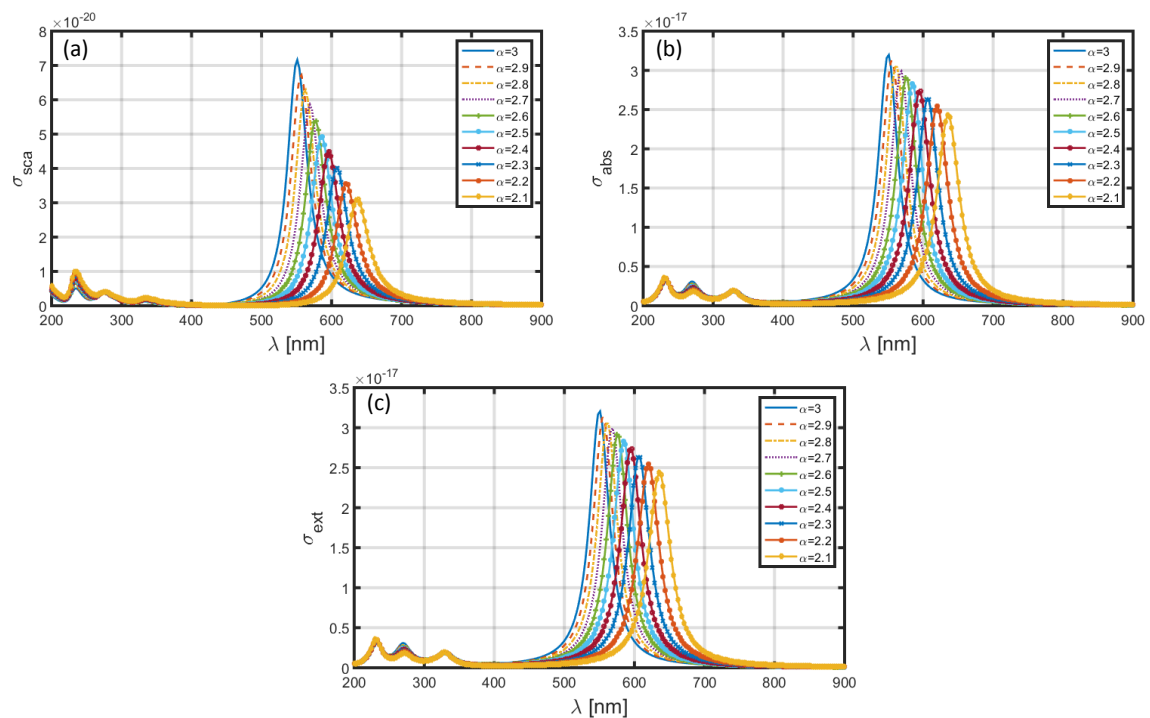 ×10⁻²⁰
(a)
8
7
6
5
4
3
2
1
0
σsca
200 300 400 500 600 700 800 900
λ [nm]
α=3
α=2.9
α=2.8
α=2.7
α=2.6
α=2.5
α=2.4
α=2.3
α=2.2
α=2.1
×10⁻¹⁷
(b)
3.5
3
2.5
2
1.5
1
0.5
0
σabs
200 300 400 500 600 700 800 900
λ [nm]
α=3
α=2.9
α=2.8
α=2.7
α=2.6
α=2.5
α=2.4
α=2.3
α=2.2
α=2.1
×10⁻¹⁷
(c)
3.5
3
2.5
2
1.5
1
0.5
0
σext
200 300 400 500 600 700 800 900
λ [nm]
α=3
α=2.9
α=2.8
α=2.7
α=2.6
α=2.5
α=2.4
α=2.3
α=2.2
α=2.1